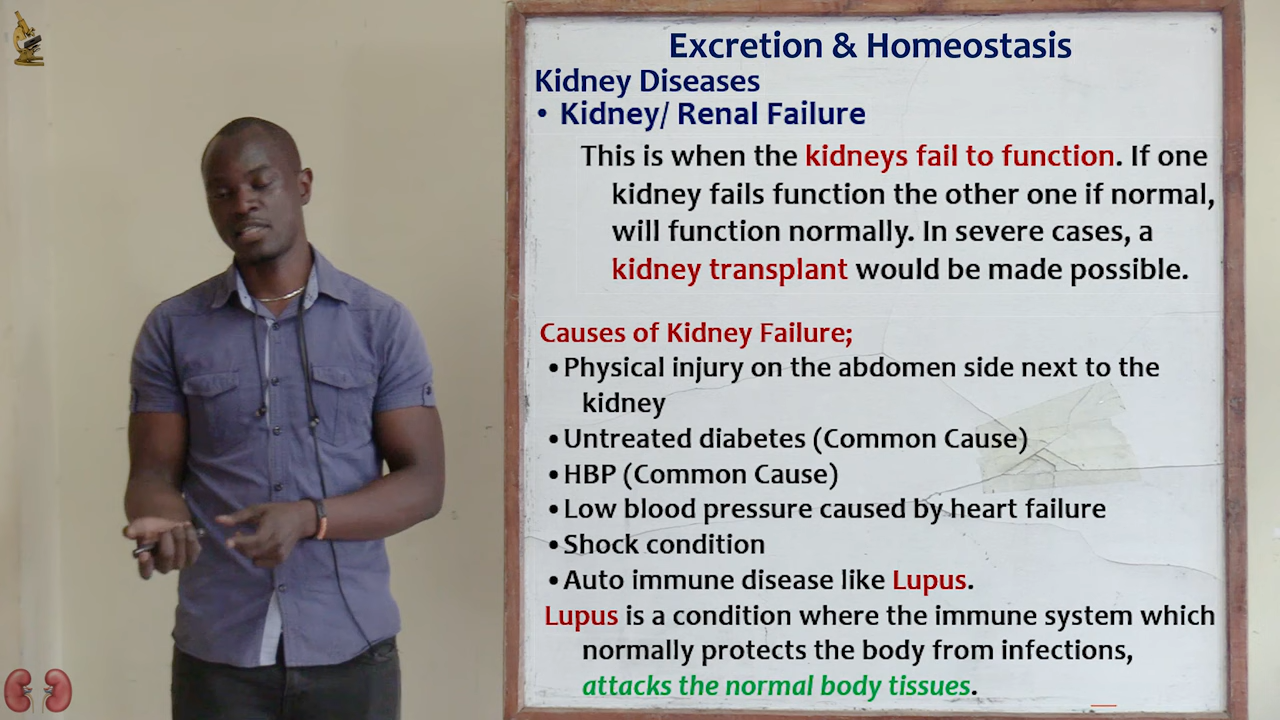 Excretion & Homeostasis
Kidney Diseases
• Kidney/ Renal Failure
This is when the kidneys fail to function. If one
kidney fails function the other one if normal,
will function normally. In severe cases, a
kidney transplant would be made possible.
Causes of Kidney Failure;
•Physical injury on the abdomen side next to the
kidney
•Untreated diabetes (Common Cause)
•HBP (Common Cause)
•Low blood pressure caused by heart failure
•Shock condition
•Auto immune disease like Lupus.
Lupus is a condition where the immune system which
normally protects the body from infections,
attacks the normal body tissues.